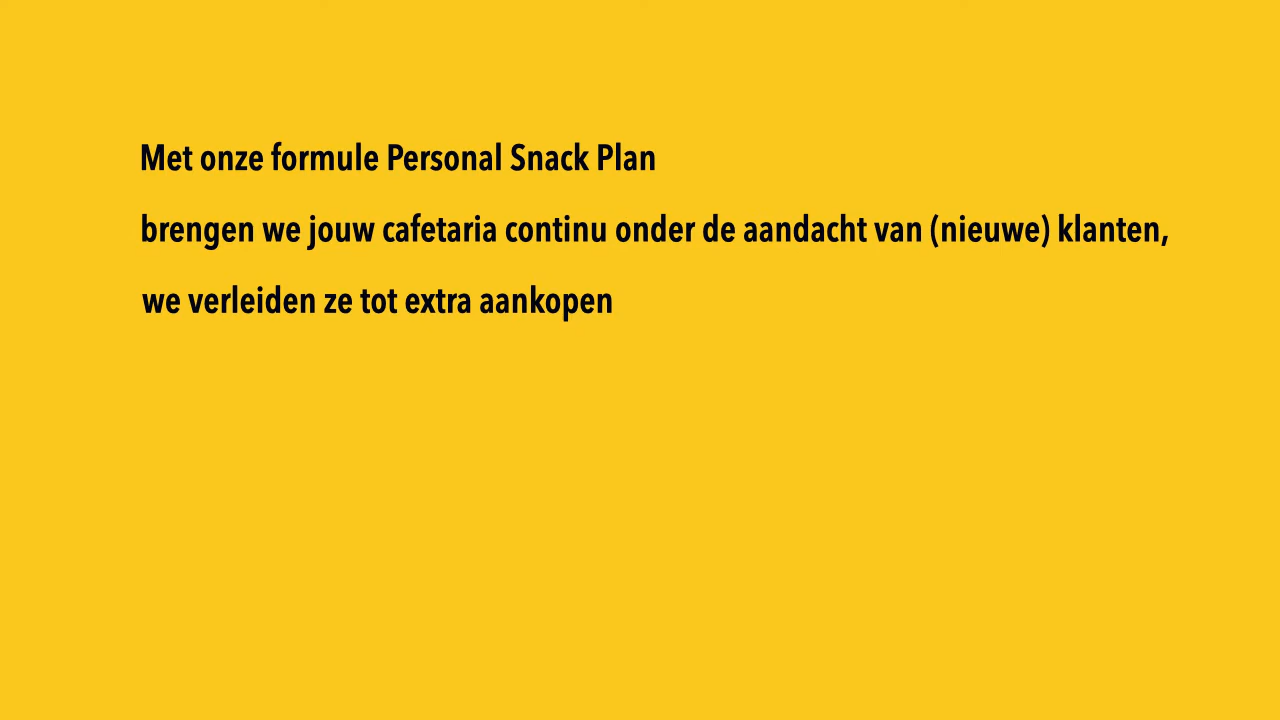 Met onze formule Personal Snack Plan
brengen we jouw cafetaria continu onder de aandacht van (nieuwe) klanten,
we verleiden ze tot extra aankopen